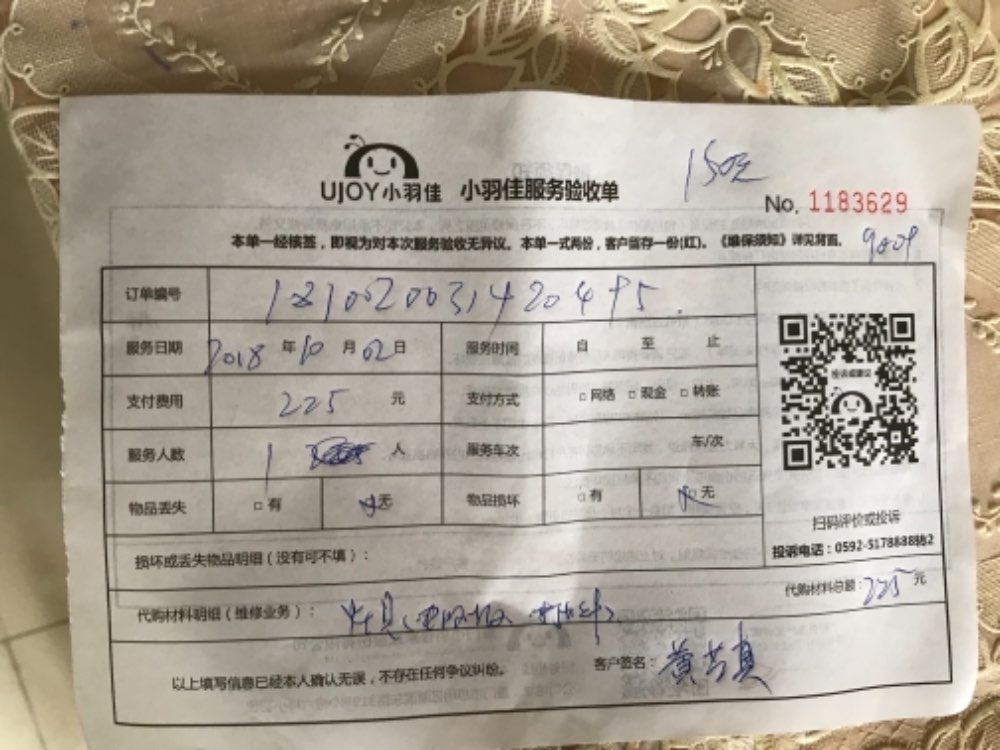 UJOY小羽佳 小羽佳服务验收单
150元
No. 1183629
本单一经核签，即视为对本次服务验收无异议。本单一式两份，客户留存一份(红)。《维保须知》详见背面。
订单编号
服务日期 2018 年 10 月 02 日 服务时间 自 至 止
支付费用 225 元 支付方式 □网络 □现金 □转账
服务人数 1 人 服务车次 车/次
物品丢失 □有 □无 物品损坏 □有 □无
投诉或建议
扫码评价或投诉
投诉电话：0592-5178888转2
损坏或丢失物品明细（没有可不填）：
代购材料总额：225 元
代购材料明细（维修业务）：
以上填写信息已经本人确认无误，不存在任何争议纠纷。
客户签名：